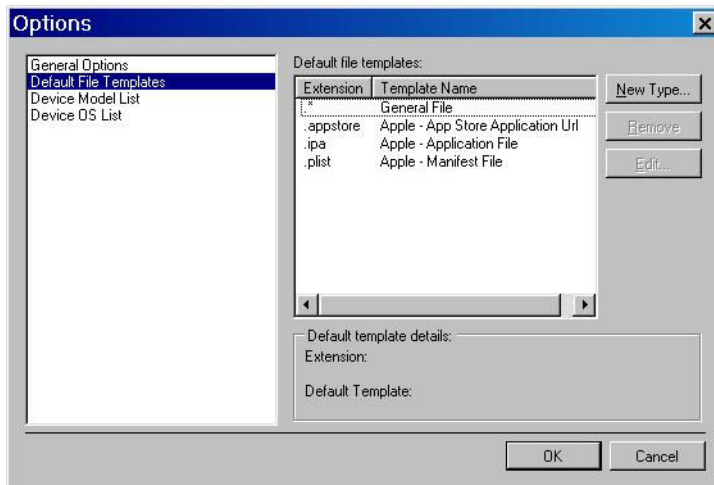 Options
General Options
Default File Templates
Device Model List
Device OS List
Default file templates:
Extension Template Name
.* General File
.appstore Apple - App Store Application Url
.ipa Apple - Application File
.plist Apple - Manifest File
New Type...
Remove
Edit...
Default template details:
Extension:
Default Template:
OK
Cancel